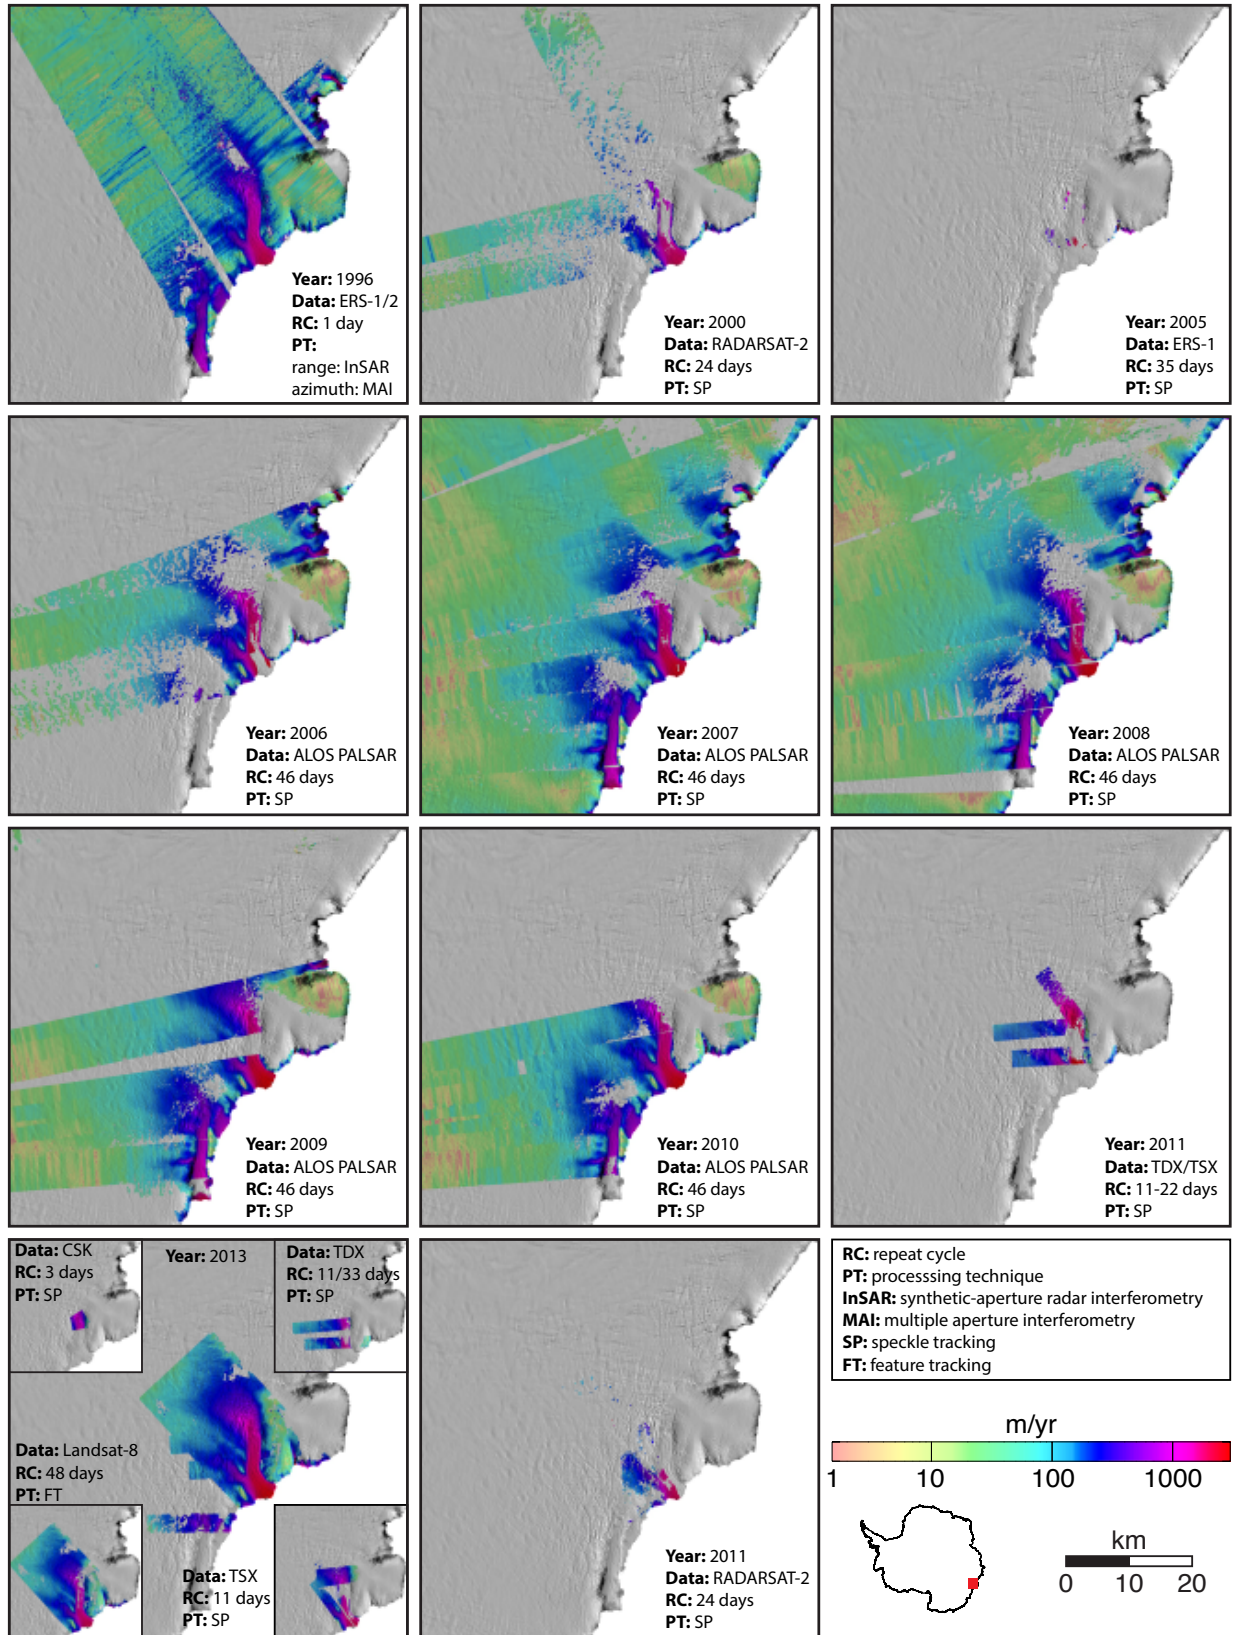 Year: 1996
Data: ERS-1/2
RC: 1 day
PT:
range: InSAR
azimuth: MAI
Year: 2000
Data: RADARSAT-2
RC: 24 days
PT: SP
Year: 2005
Data: ERS-1
RC: 35 days
PT: SP
Year: 2006
Data: ALOS PALSAR
RC: 46 days
PT: SP
Year: 2007
Data: ALOS PALSAR
RC: 46 days
PT: SP
Year: 2008
Data: ALOS PALSAR
RC: 46 days
PT: SP
Year: 2009
Data: ALOS PALSAR
RC: 46 days
PT: SP
Year: 2010
Data: ALOS PALSAR
RC: 46 days
PT: SP
Year: 2011
Data: TDX/TSX
RC: 11-22 days
PT: SP
Data: CSK
RC: 3 days
PT: SP
Year: 2013
Data: TDX
RC: 11/33 days
PT: SP
Data: Landsat-8
RC: 48 days
PT: FT
Data: TSX
RC: 11 days
PT: SP
Year: 2011
Data: RADARSAT-2
RC: 24 days
PT: SP
RC: repeat cycle
PT: processsing technique
InSAR: synthetic-aperture radar interferometry
MAI: multiple aperture interferometry
SP: speckle tracking
FT: feature tracking
m/yr
1 10 100 1000
km
0 10 20